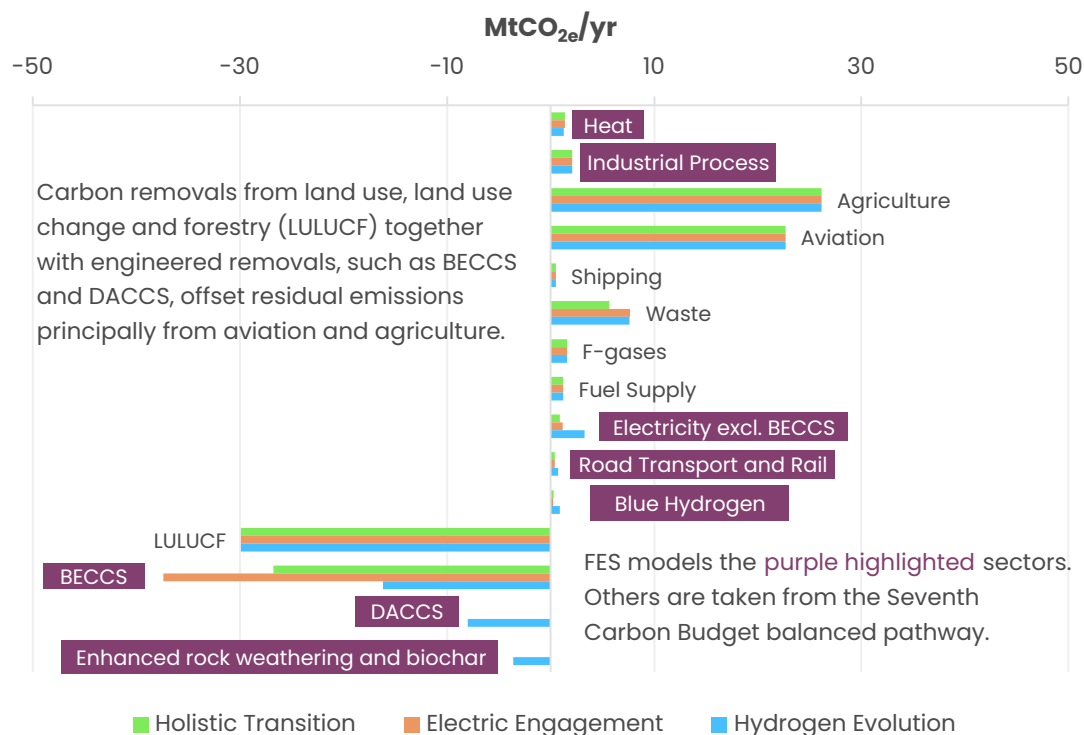 MtCO2e/yr
-50 -30 -10 10 30 50
Heat
Industrial Process
Carbon removals from land use, land use
change and forestry (LULUCF) together
with engineered removals, such as BECCS
and DACCS, offset residual emissions
principally from aviation and agriculture.
Agriculture
Aviation
Shipping
Waste
F-gases
Fuel Supply
Electricity excl. BECCS
Road Transport and Rail
Blue Hydrogen
LULUCF
BECCS
DACCS
Enhanced rock weathering and biochar
FES models the purple highlighted sectors.
Others are taken from the Seventh
Carbon Budget balanced pathway.
Holistic Transition Electric Engagement Hydrogen Evolution